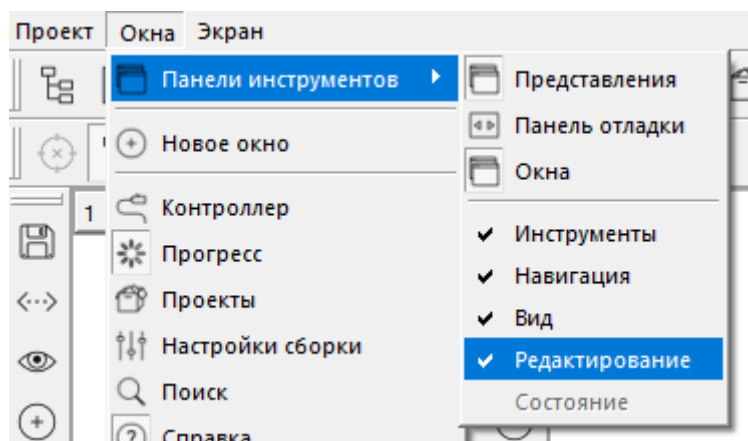 Проект Окна Экран
Панели инструментов
Представления
Панель отладки
Окна
Инструменты
Навигация
Вид
Редактирование
Состояние
Новое окно
1
Контроллер
Прогресс
Проекты
Настройки сборки
Поиск
Справка